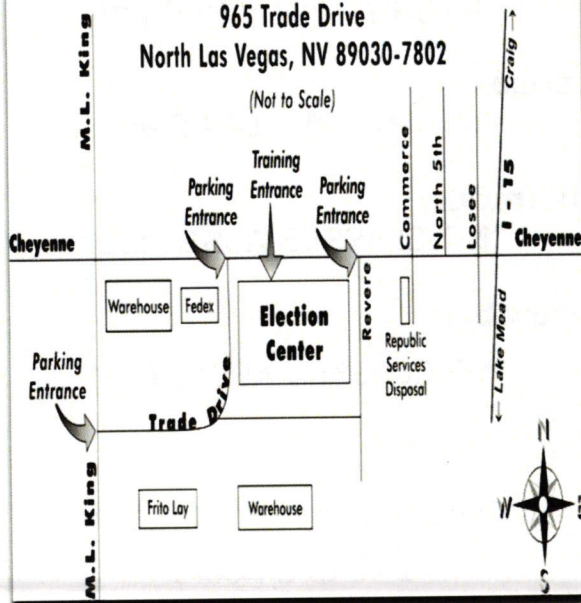 965 Trade Drive
North Las Vegas, NV 89030-7802
(Not to Scale)
M.L. King
Craig
Training
Entrance
Parking
Entrance
Parking
Entrance
Commerce
North 5th
Losee
I - 15
Cheyenne
Cheyenne
Warehouse
Fedex
Election
Center
Revere
Republic
Services
Disposal
Lake Mead
Parking
Entrance
Trade Drive
M.L. King
Frito Lay
Warehouse
N
W
S